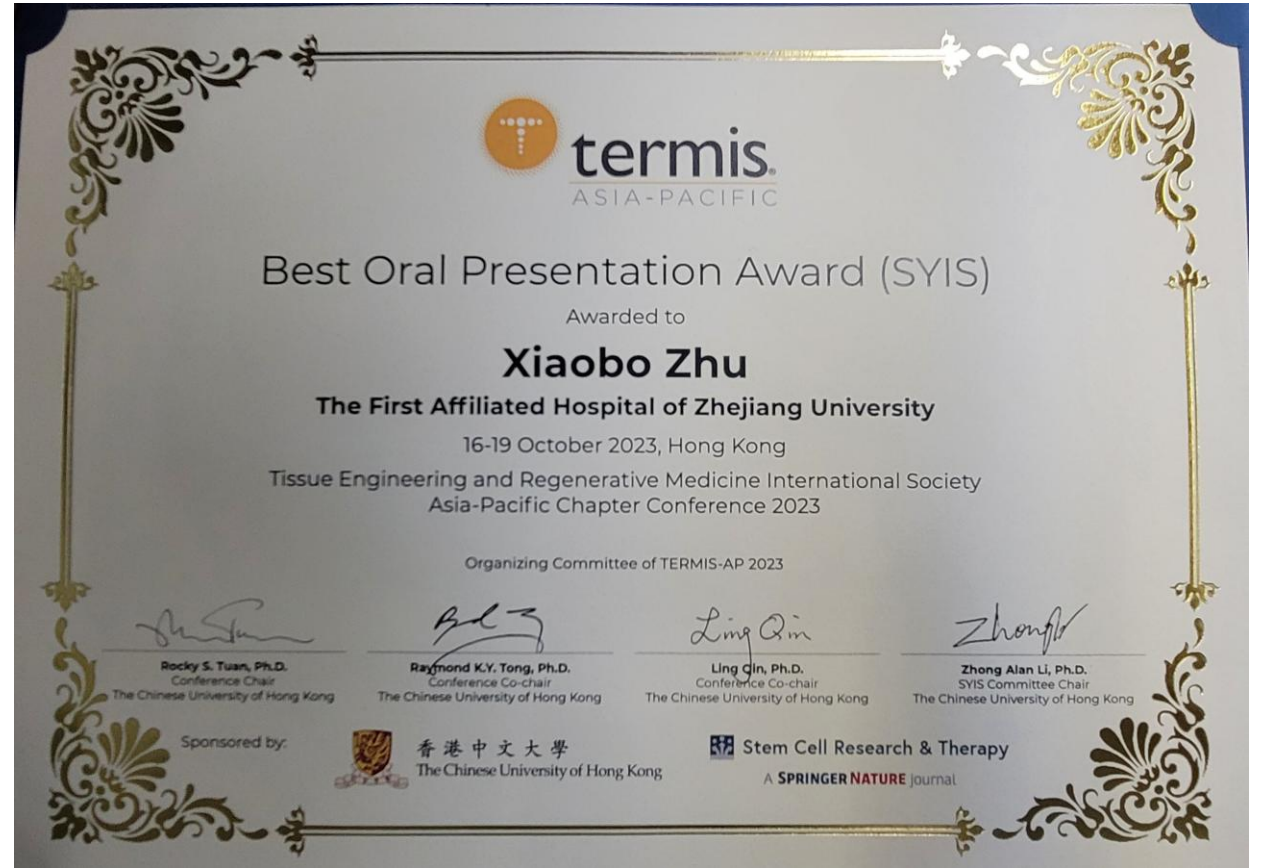 termis.
ASIA-PACIFIC
Best Oral Presentation Award (SYIS)
Awarded to
Xiaobo Zhu
The First Affiliated Hospital of Zhejiang University
16-19 October 2023, Hong Kong
Tissue Engineering and Regenerative Medicine International Society
Asia-Pacific Chapter Conference 2023
Organizing Committee of TERMIS-AP 2023
Ling Qin
Rocky S. Tuan, Ph.D.
Conference Chair
The Chinese University of Hong Kong
Raymond K.Y. Tong, Ph.D.
Conference Co-chair
The Chinese University of Hong Kong
Ling Qin, Ph.D.
Conference Co-chair
The Chinese University of Hong Kong
Zhong Alan Li, Ph.D.
SYIS Committee Chair
The Chinese University of Hong Kong
Sponsored by:
香港中文大學
The Chinese University of Hong Kong
Stem Cell Research & Therapy
A SPRINGER NATURE journal